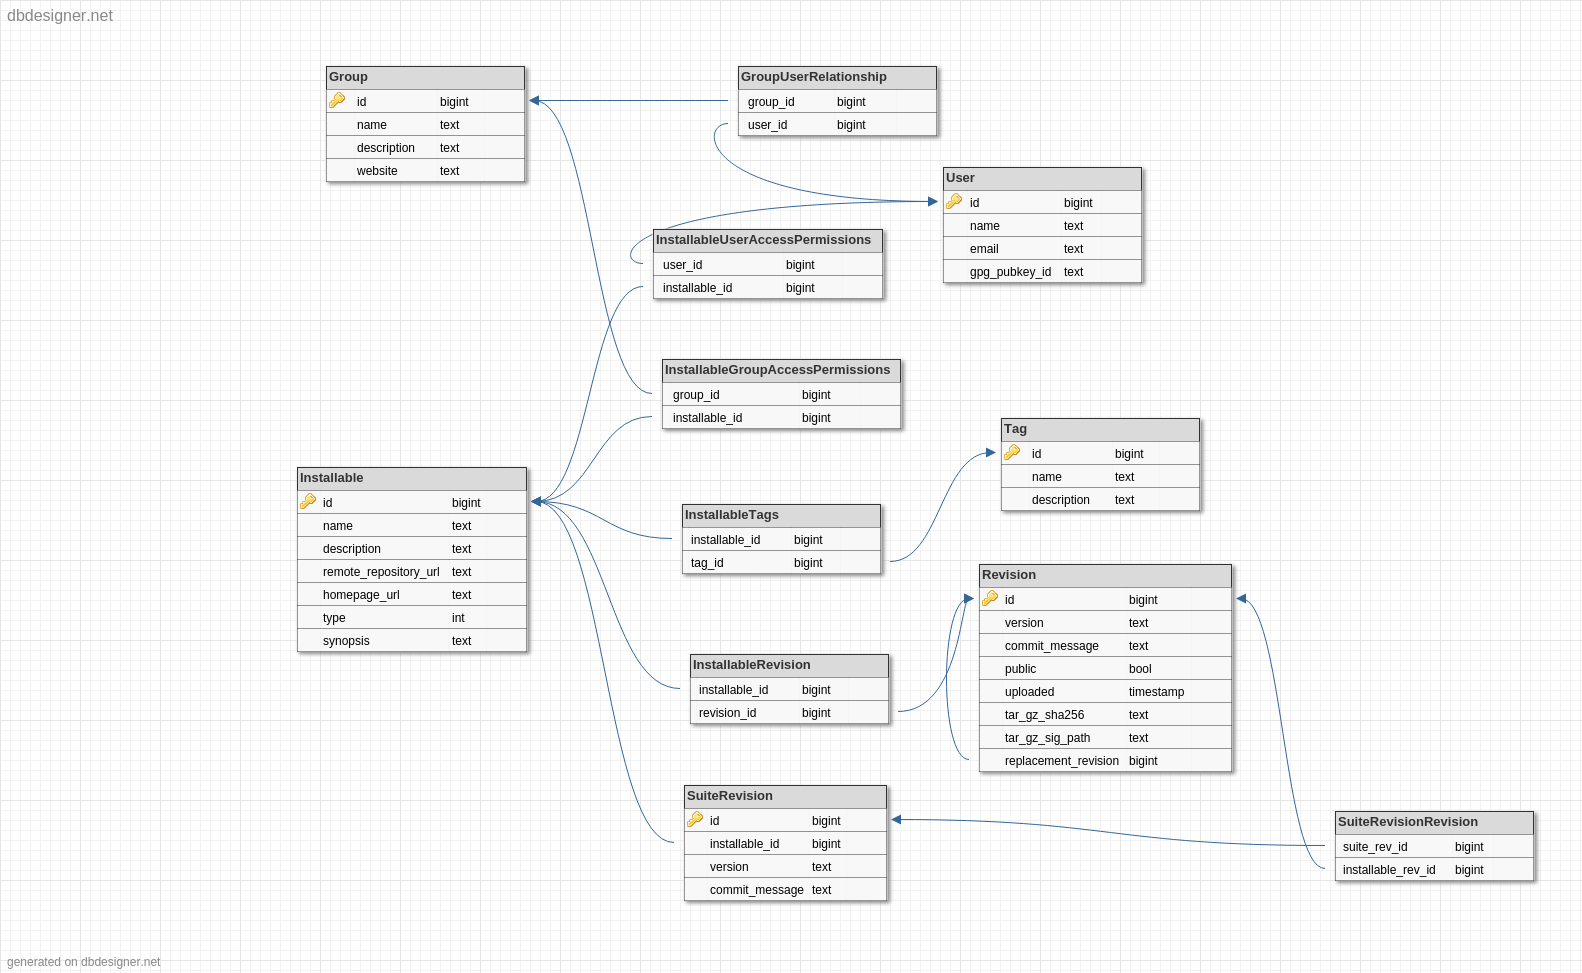 dbdesigner.net
Group
id bigint
name text
description text
website text
GroupUserRelationship
group_id bigint
user_id bigint
User
id bigint
name text
email text
gpg_pubkey_id text
InstallableUserAccessPermissions
user_id bigint
installable_id bigint
InstallableGroupAccessPermissions
group_id bigint
installable_id bigint
Tag
id bigint
name text
description text
Installable
id bigint
name text
description text
remote_repository_url text
homepage_url text
type int
synopsis text
InstallableTags
installable_id bigint
tag_id bigint
Revision
id bigint
version text
commit_message text
public bool
uploaded timestamp
tar_gz_sha256 text
tar_gz_sig_path text
replacement_revision bigint
InstallableRevision
installable_id bigint
revision_id bigint
SuiteRevision
id bigint
installable_id bigint
version text
commit_message text
SuiteRevisionRevision
suite_rev_id bigint
installable_rev_id bigint
generated on dbdesigner.net